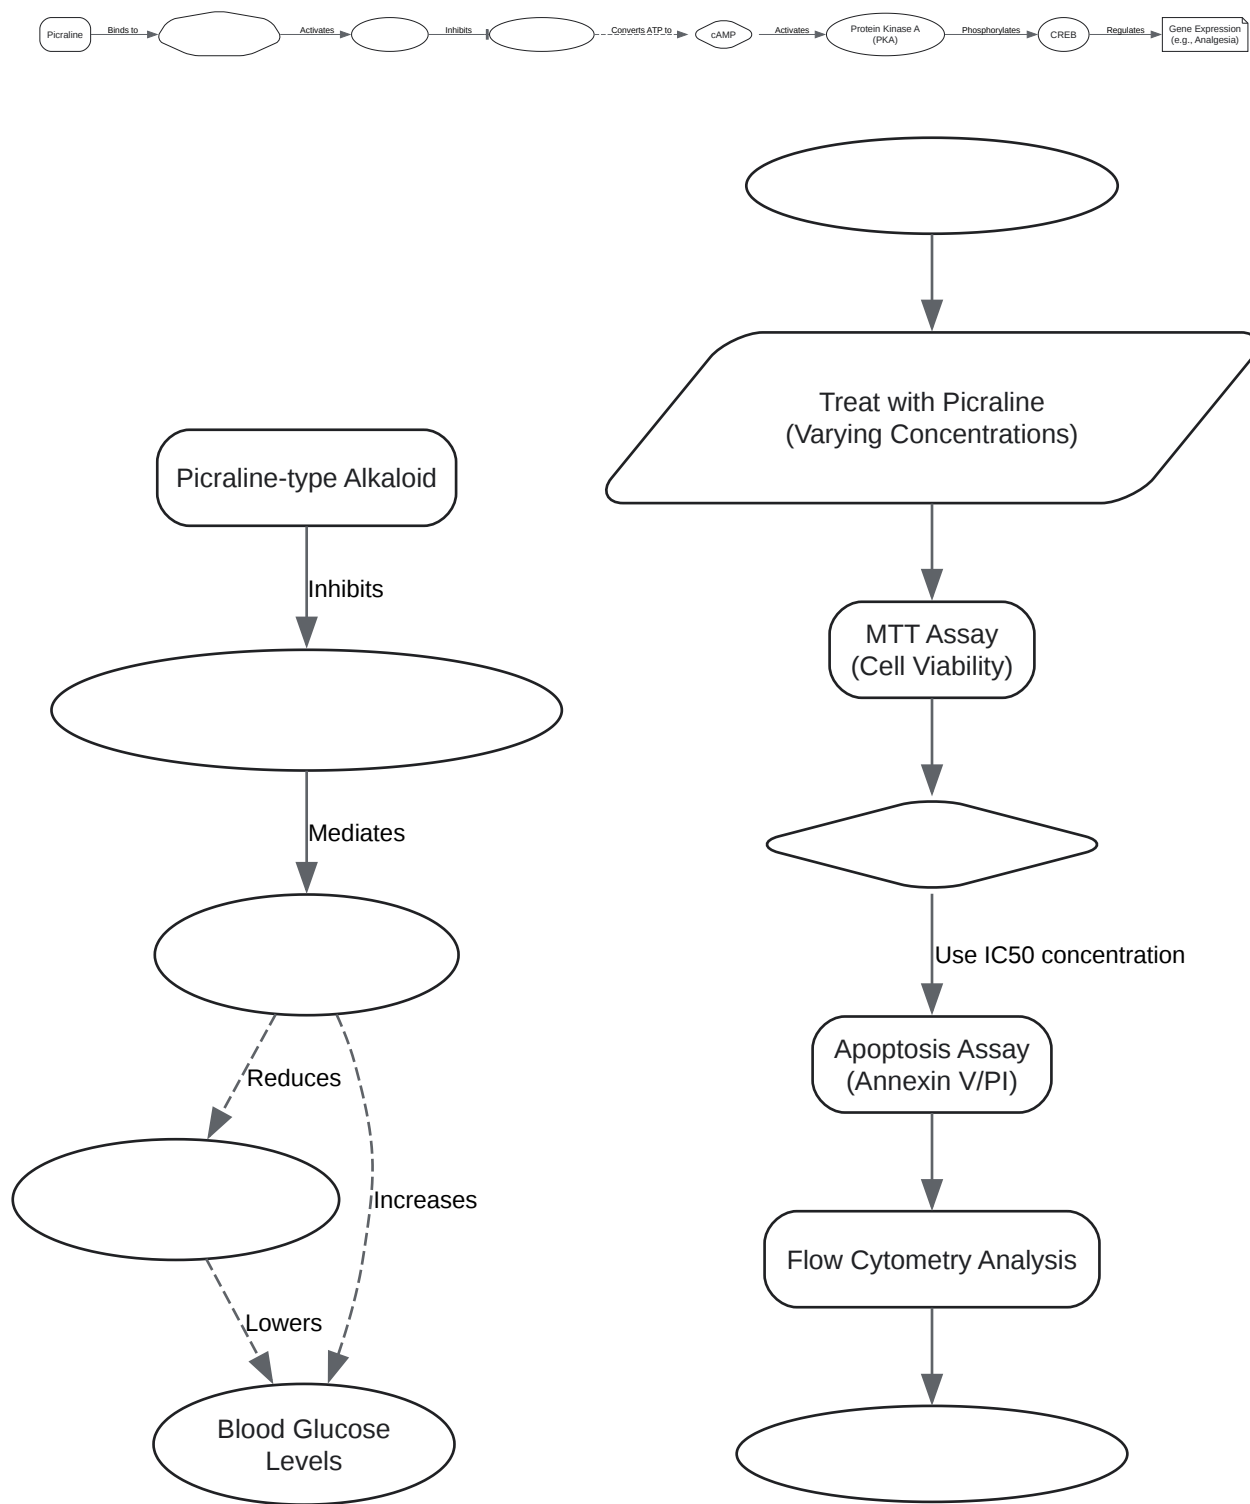 Picraline
Binds to
Activates
Inhibits
Converts ATP to
cAMP
Activates
Protein Kinase A
(PKA)
Phosphorylates
CREB
Regulates
Gene Expression
(e.g., Analgesia)
Picraline-type Alkaloid
Inhibits
Mediates
Reduces
Increases
Lowers
Blood Glucose
Levels
Treat with Picraline
(Varying Concentrations)
MTT Assay
(Cell Viability)
Use IC50 concentration
Apoptosis Assay
(Annexin V/PI)
Flow Cytometry Analysis